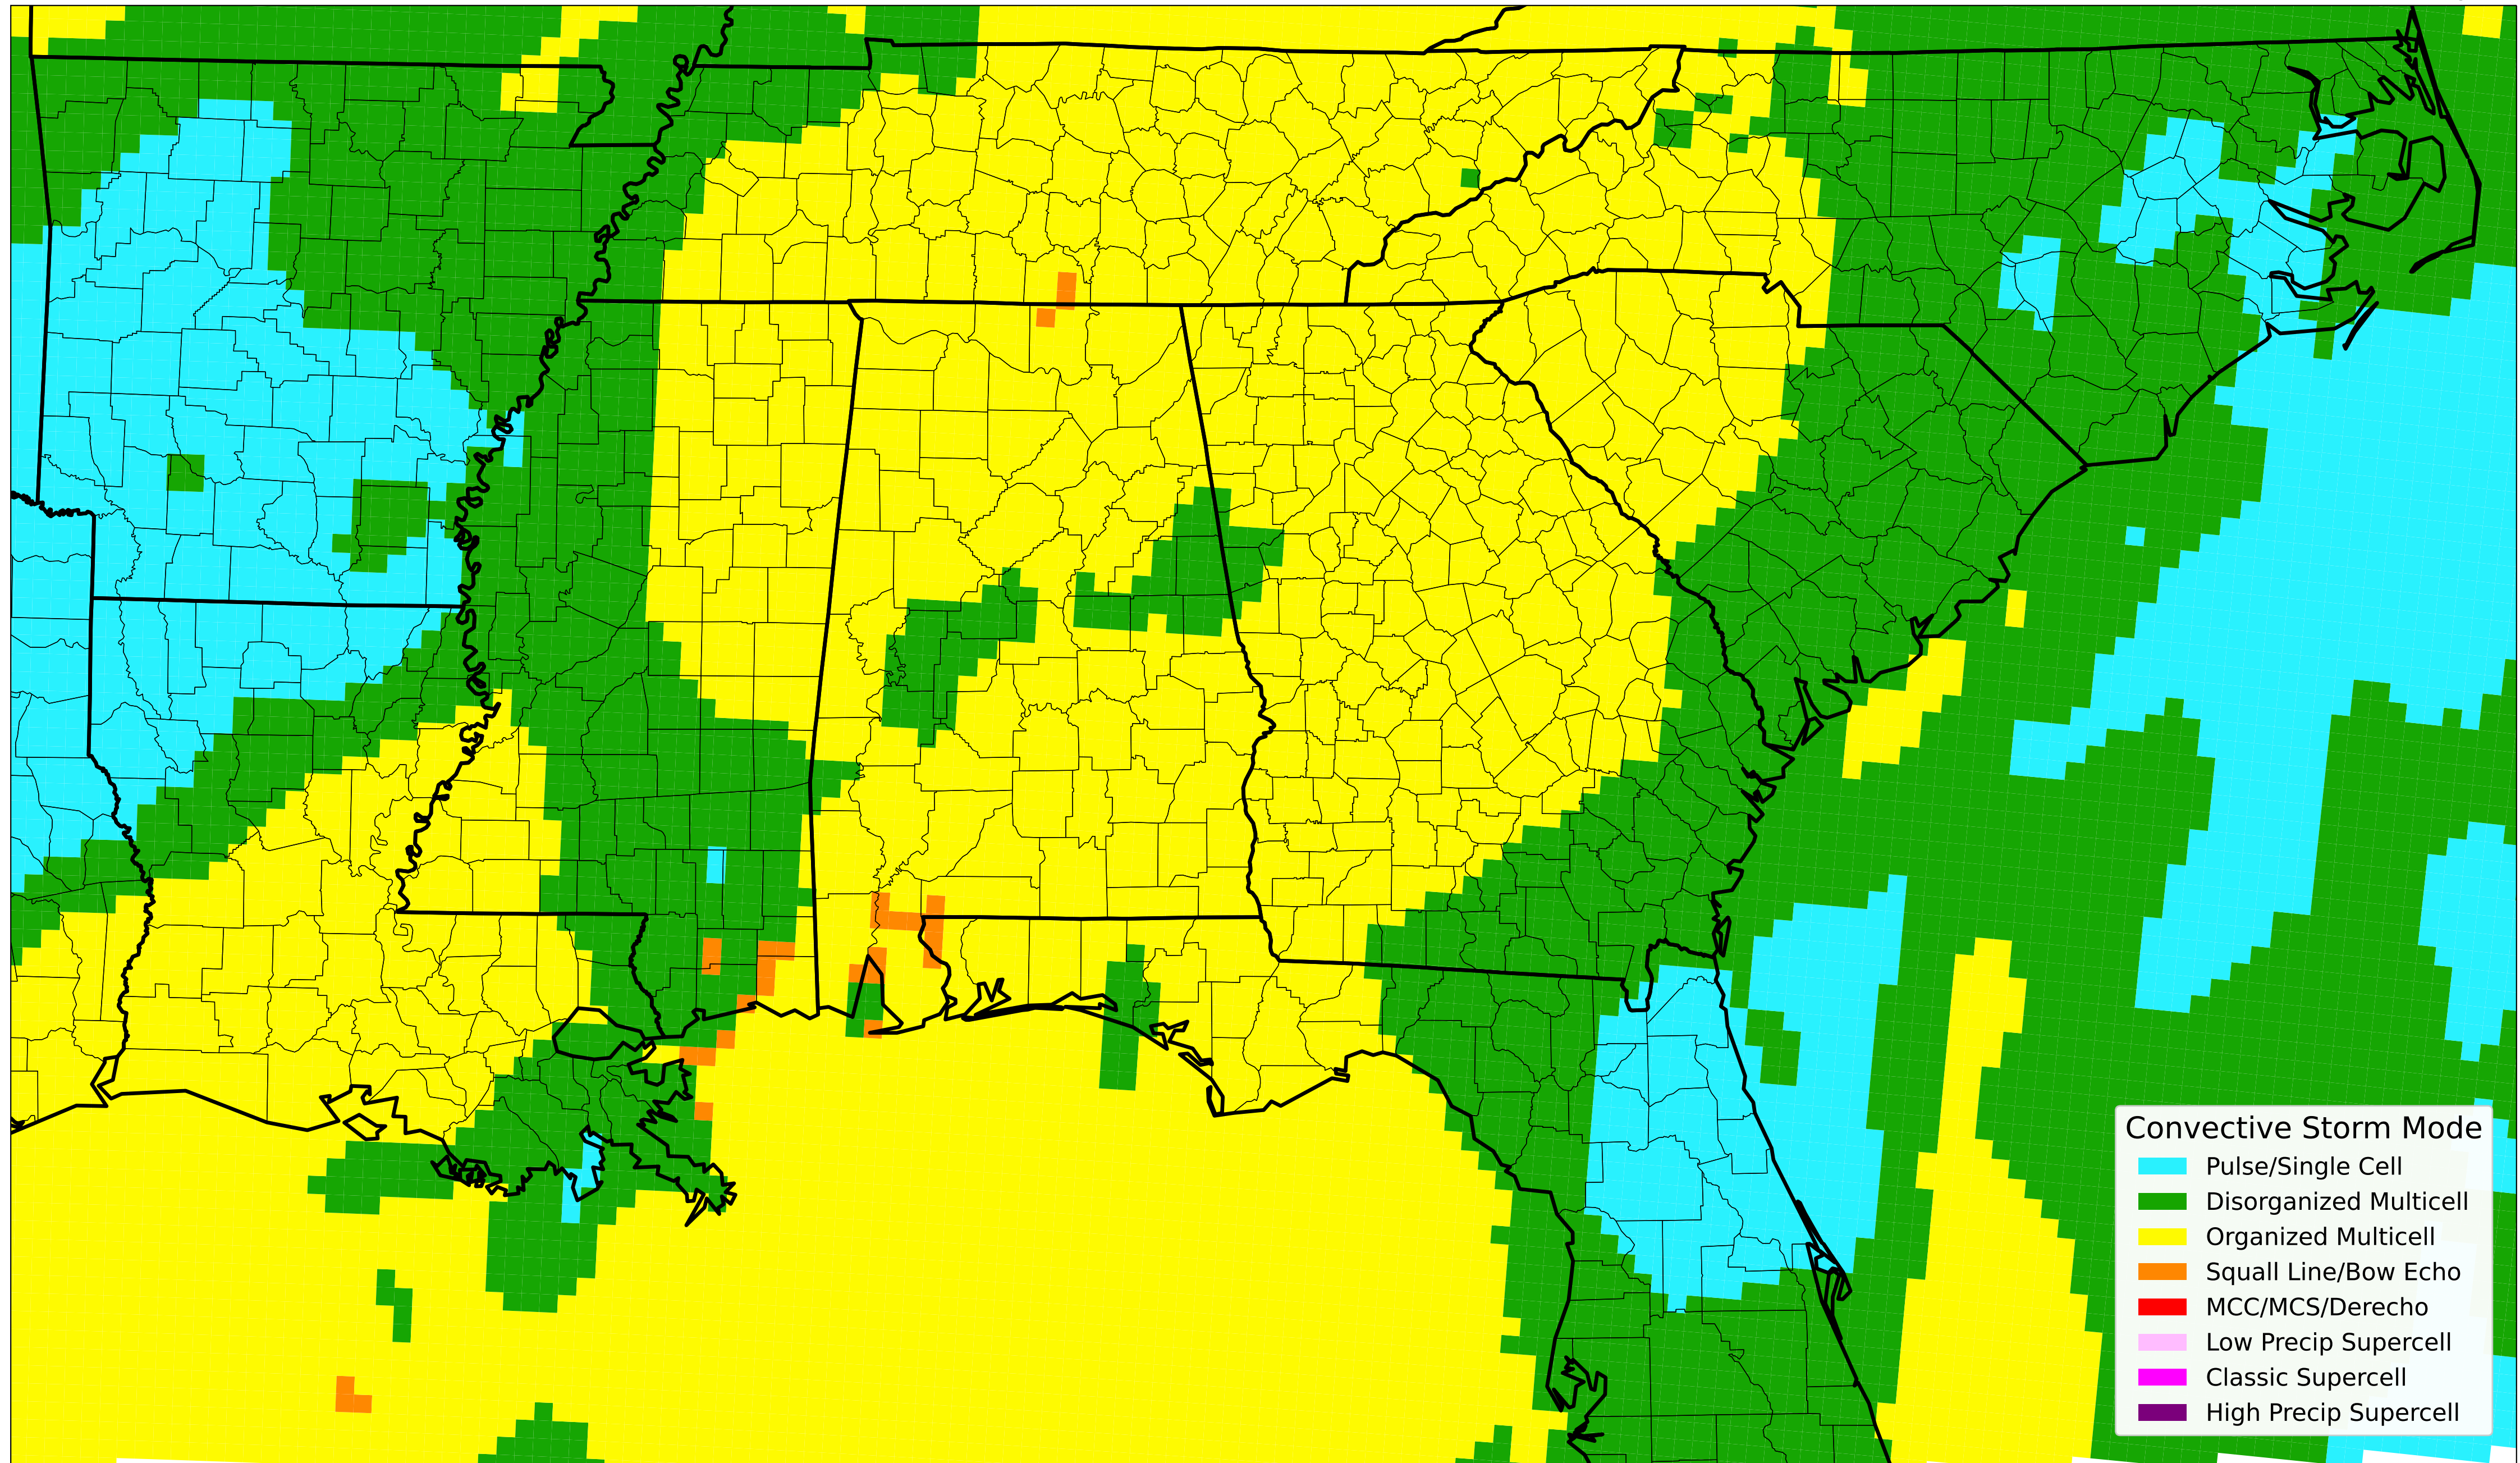 Convective Storm Mode
Pulse/Single Cell
Disorganized Multicell
Organized Multicell
Squall Line/Bow Echo
MCC/MCS/Derecho
Low Precip Supercell
Classic Supercell
High Precip Supercell